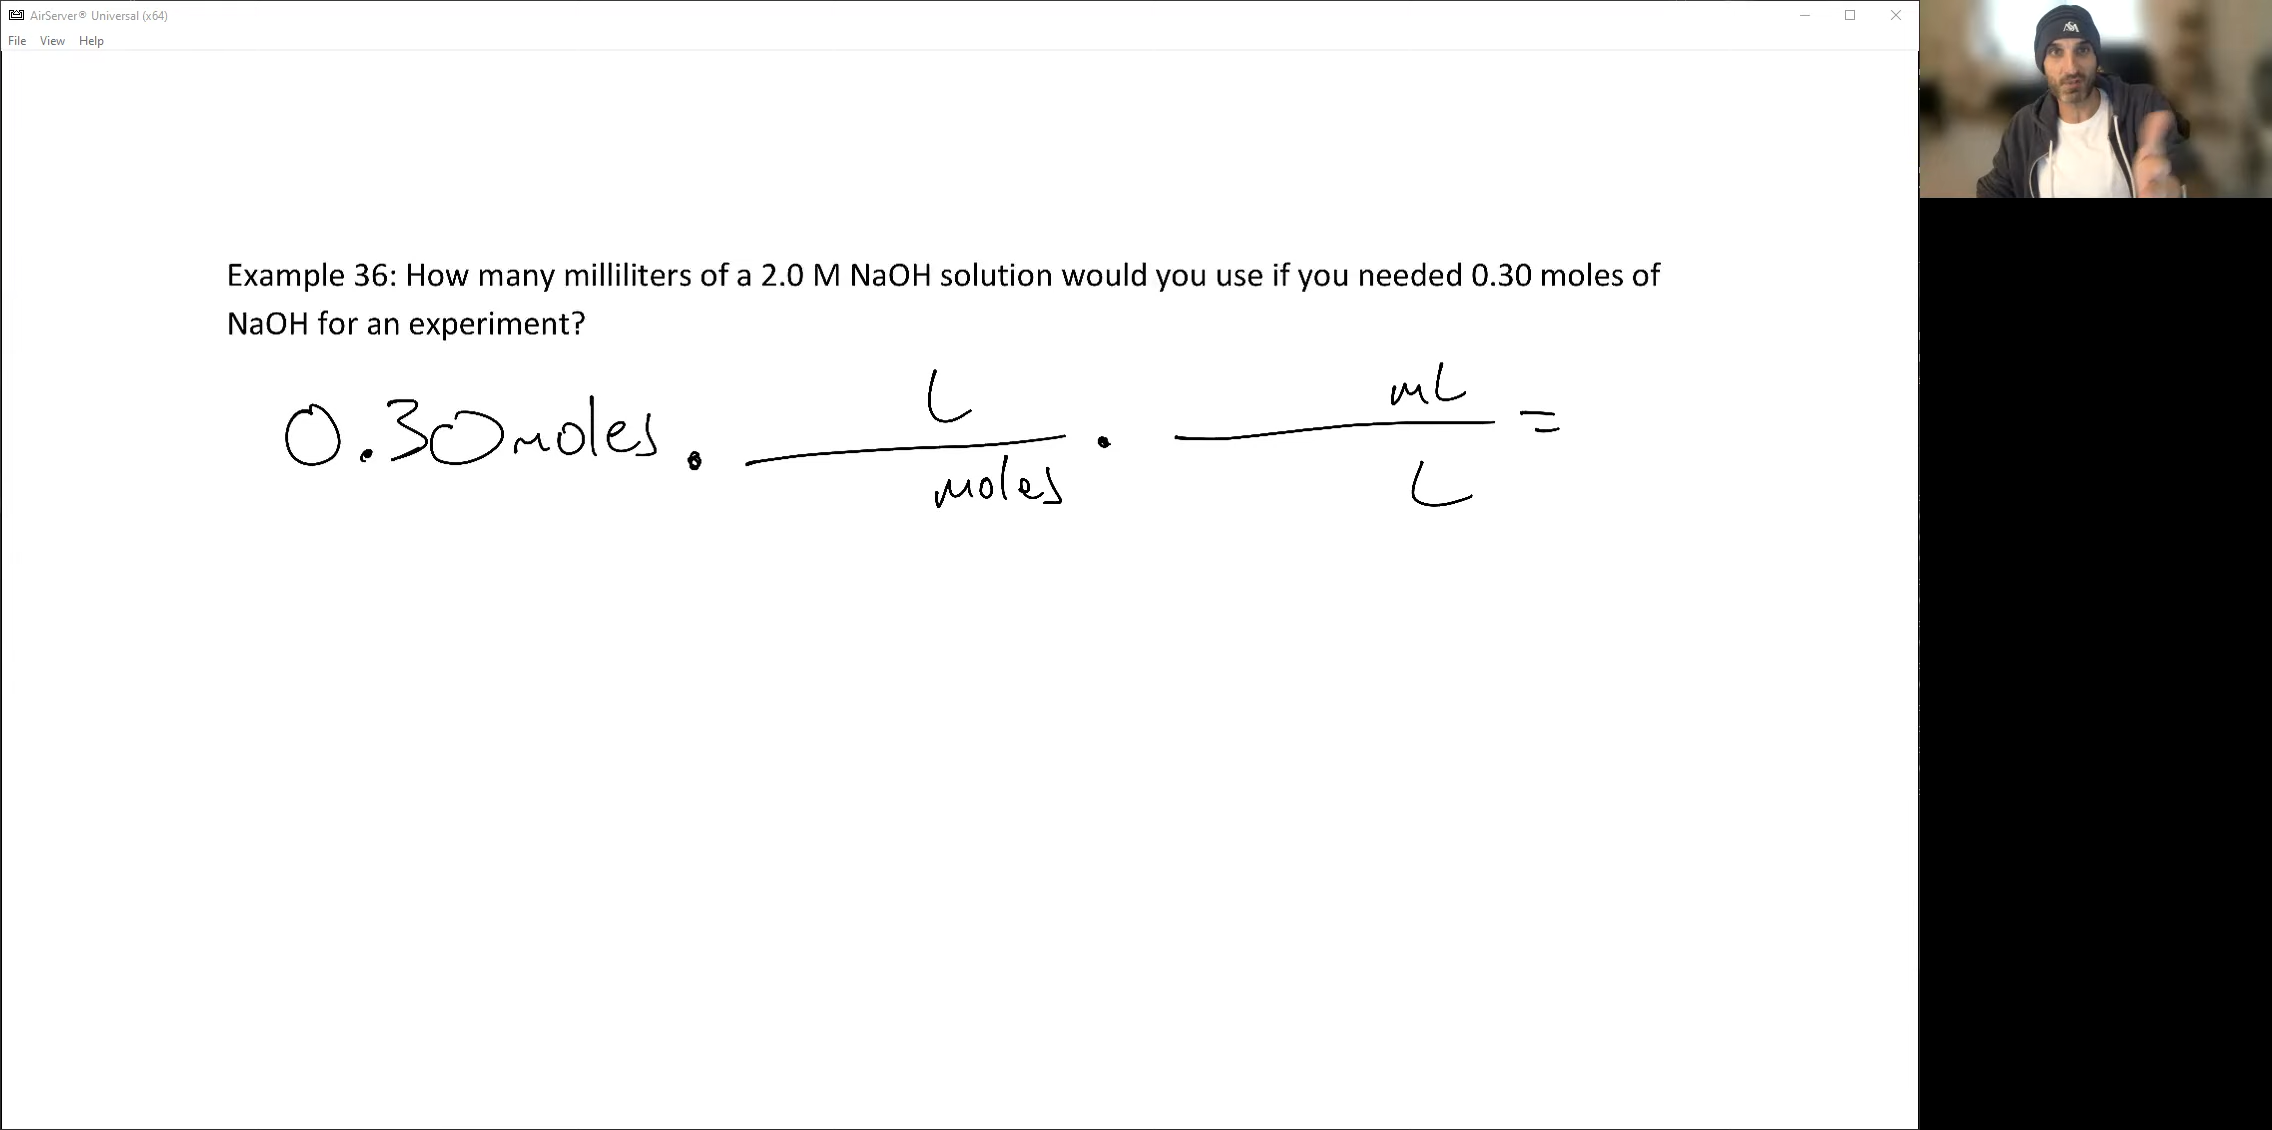 AirServer® Universal (x64)
File View Help
Example 36: How many milliliters of a 2.0 M NaOH solution would you use if you needed 0.30 moles of
NaOH for an experiment?
0.30 moles . L / moles . mL / L =